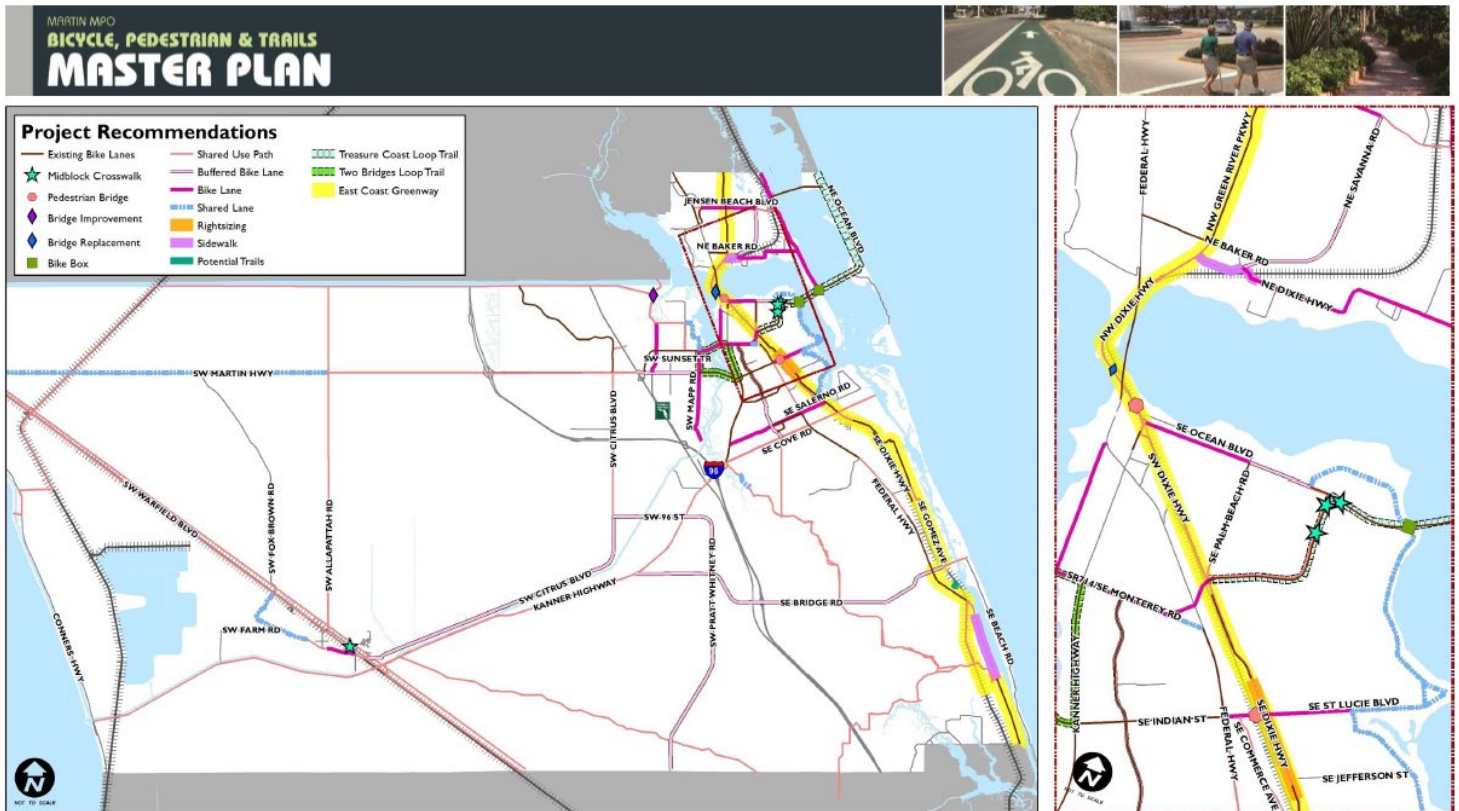 MARTIN MPO
BICYCLE, PEDESTRIAN & TRAILS
MASTER PLAN
Project Recommendations
Existing Bike Lanes
Midblock Crosswalk
Pedestrian Bridge
Bridge Improvement
Bridge Replacement
Bike Box
Shared Use Path
Buffered Bike Lane
Bike Lane
Shared Lane
Rightsizing
Sidewalk
Potential Trails
Treasure Coast Loop Trail
Two Bridges Loop Trail
East Coast Greenway
JENSEN BEACH BLVD
NE OCEAN BLVD
NE BAKER RD
SW SUNSET TR
SW MARTIN HWY
SW MAPP RD
SW CITRUS BLVD
SE SALERNO RD
SE COVE RD
95
SE DIXIE HWY
FEDERAL HWY
SE GOMEZ AVE
SW WARFIELD BLVD
SW FOX BROWN RD
SW ALLAPATTAH RD
SW 96 ST
SW PRATT WHITNEY RD
SW CITRUS BLVD
KANNER HIGHWAY
SE BRIDGE RD
SE BEACH RD
SW FARM RD
CONNERS HWY
N
NOT TO SCALE
FEDERAL HWY
NW GREEN RIVER PKWY
NE SAVANNA RD
NE BAKER RD
NE DIXIE HWY
NW DIXIE HWY
SE OCEAN BLVD
SW DIXIE HWY
SE PALM BEACH RD
SR714/SE MONTEREY RD
KANNER HIGHWAY
SE ST LUCIE BLVD
SE INDIAN ST
FEDERAL HWY
SE COMMERCE AVE
SE DIXIE HWY
SE JEFFERSON ST
N
NOT TO SCALE